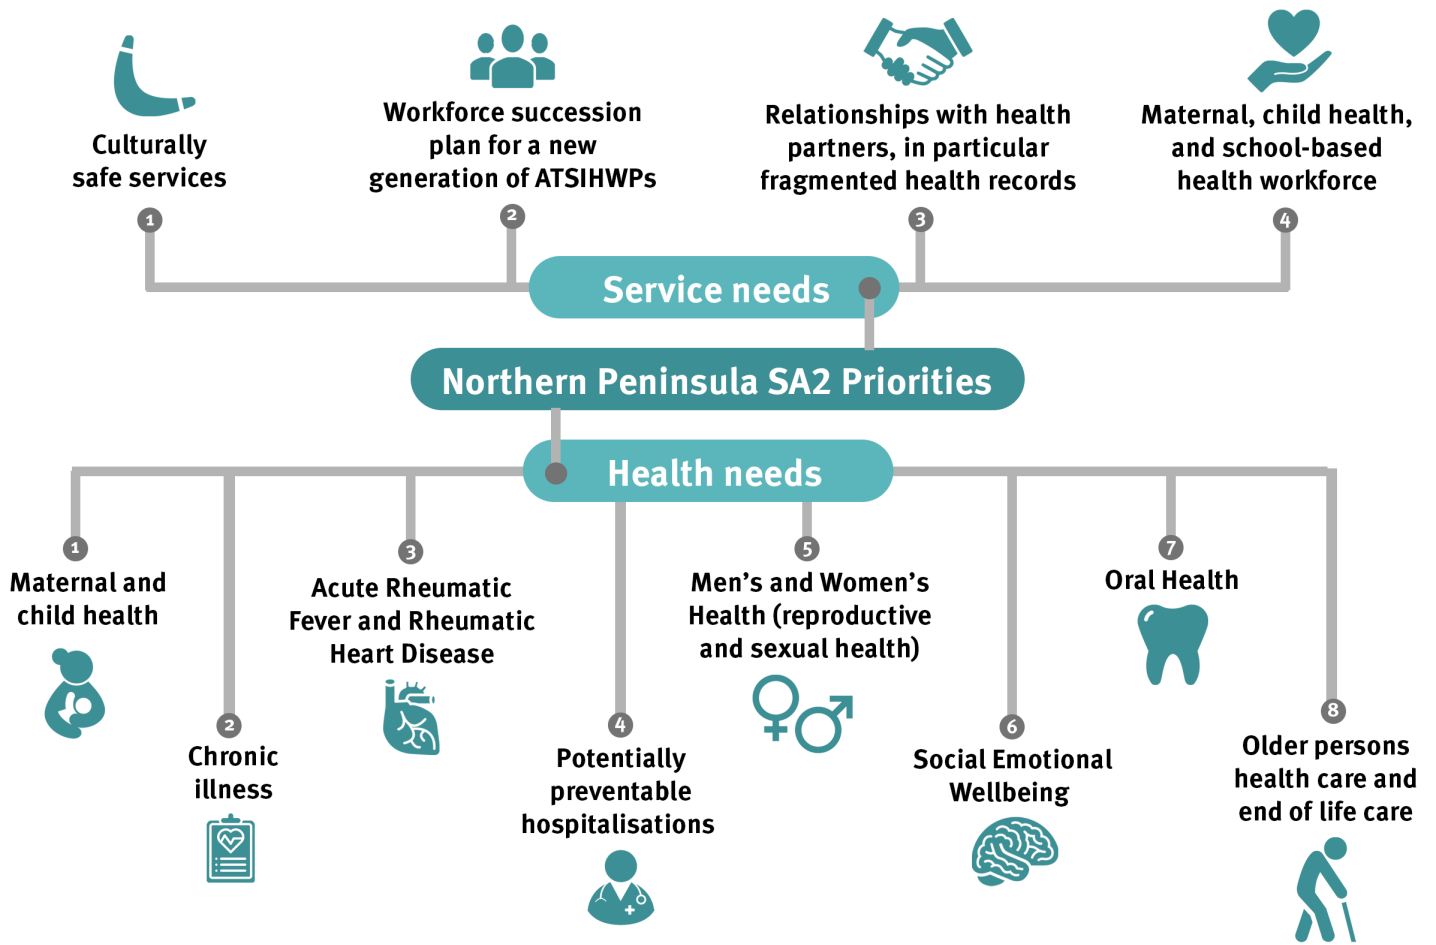 Culturally
safe services
1
Workforce succession
plan for a new
generation of ATSIHWPs
2
Relationships with health
partners, in particular
fragmented health records
3
Maternal, child health,
and school-based
health workforce
4
Service needs
Northern Peninsula SA2 Priorities
Health needs
1
Maternal and
child health
2
Chronic
illness
3
Acute Rheumatic
Fever and Rheumatic
Heart Disease
4
Potentially
preventable
hospitalisations
5
Men’s and Women’s
Health (reproductive
and sexual health)
6
Social Emotional
Wellbeing
7
Oral Health
8
Older persons
health care and
end of life care